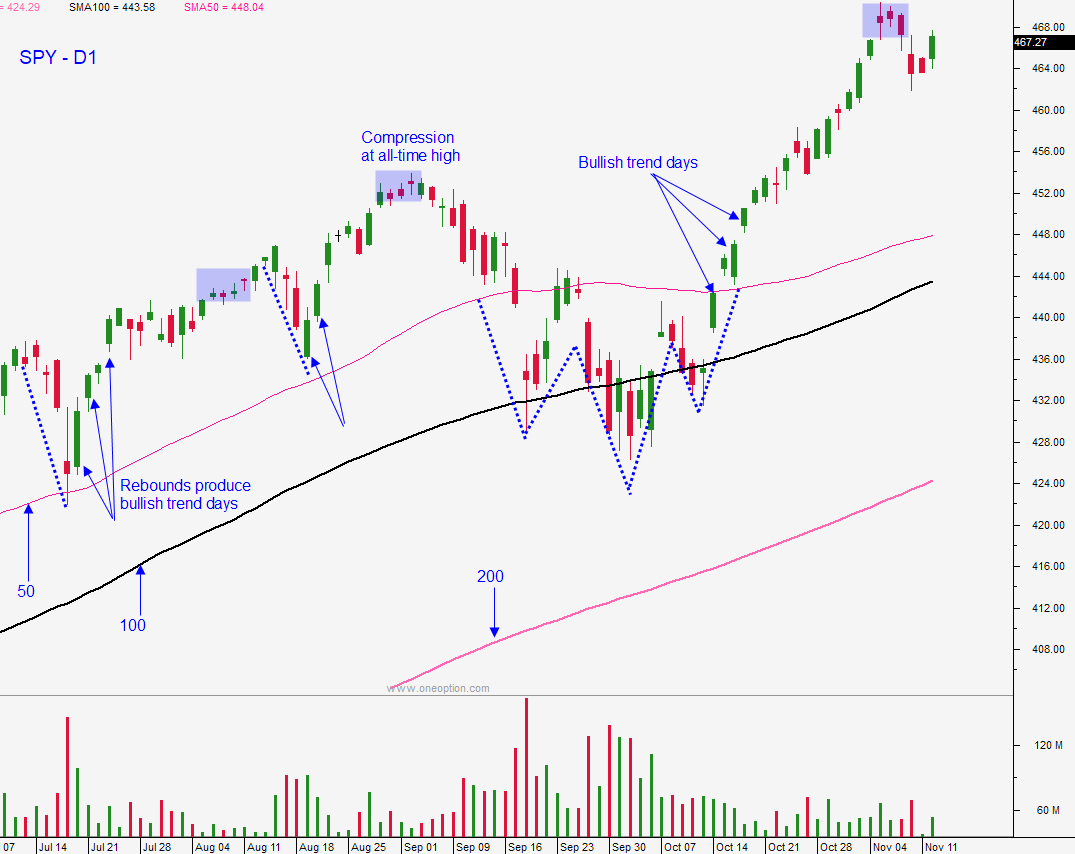 = 424.29 SMA100 = 443.58 SMA50 = 448.04
SPY - D1
468.00
467.27
464.00
460.00
Compression
at all-time high
456.00
Bullish trend days
452.00
448.00
444.00
440.00
436.00
432.00
428.00
Rebounds produce
bullish trend days
424.00
420.00
416.00
200
50
412.00
100
408.00
www.oneoption.com
120 M
60 M
07 Jul 14 Jul 21 Jul 28 Aug 04 Aug 11 Aug 18 Aug 25 Sep 01 Sep 09 Sep 16 Sep 23 Sep 30 Oct 07 Oct 14 Oct 21 Oct 28 Nov 04 Nov 11